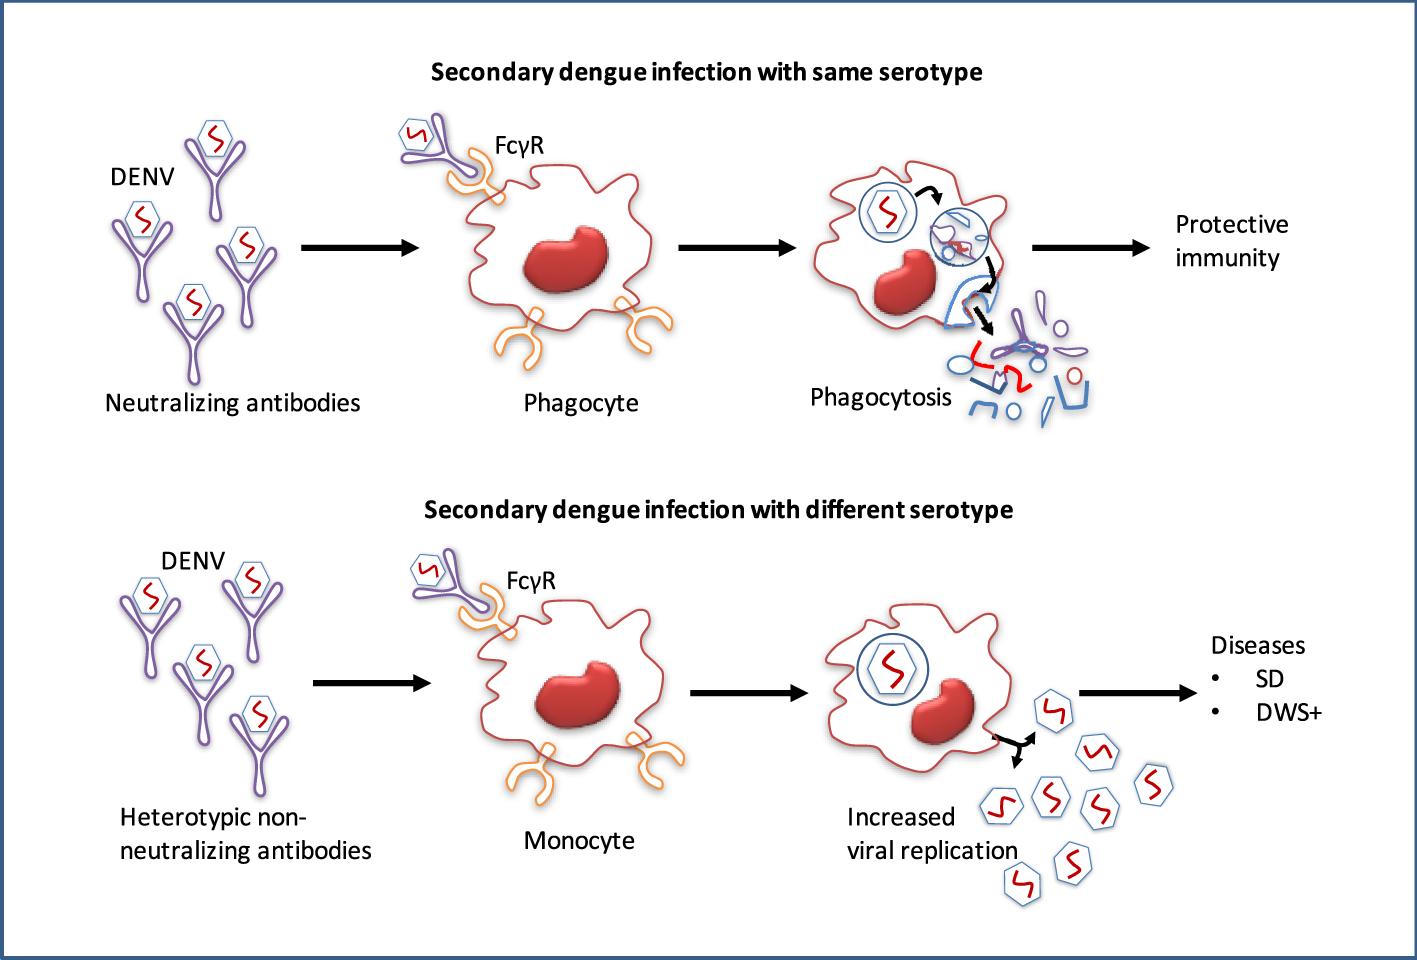 Secondary dengue infection with same serotype
DENV
FcγR
Neutralizing antibodies
Phagocyte
Phagocytosis
Protective
immunity
Secondary dengue infection with different serotype
DENV
FcγR
Heterotypic non-
neutralizing antibodies
Monocyte
Increased
viral replication
Diseases
• SD
• DWS+